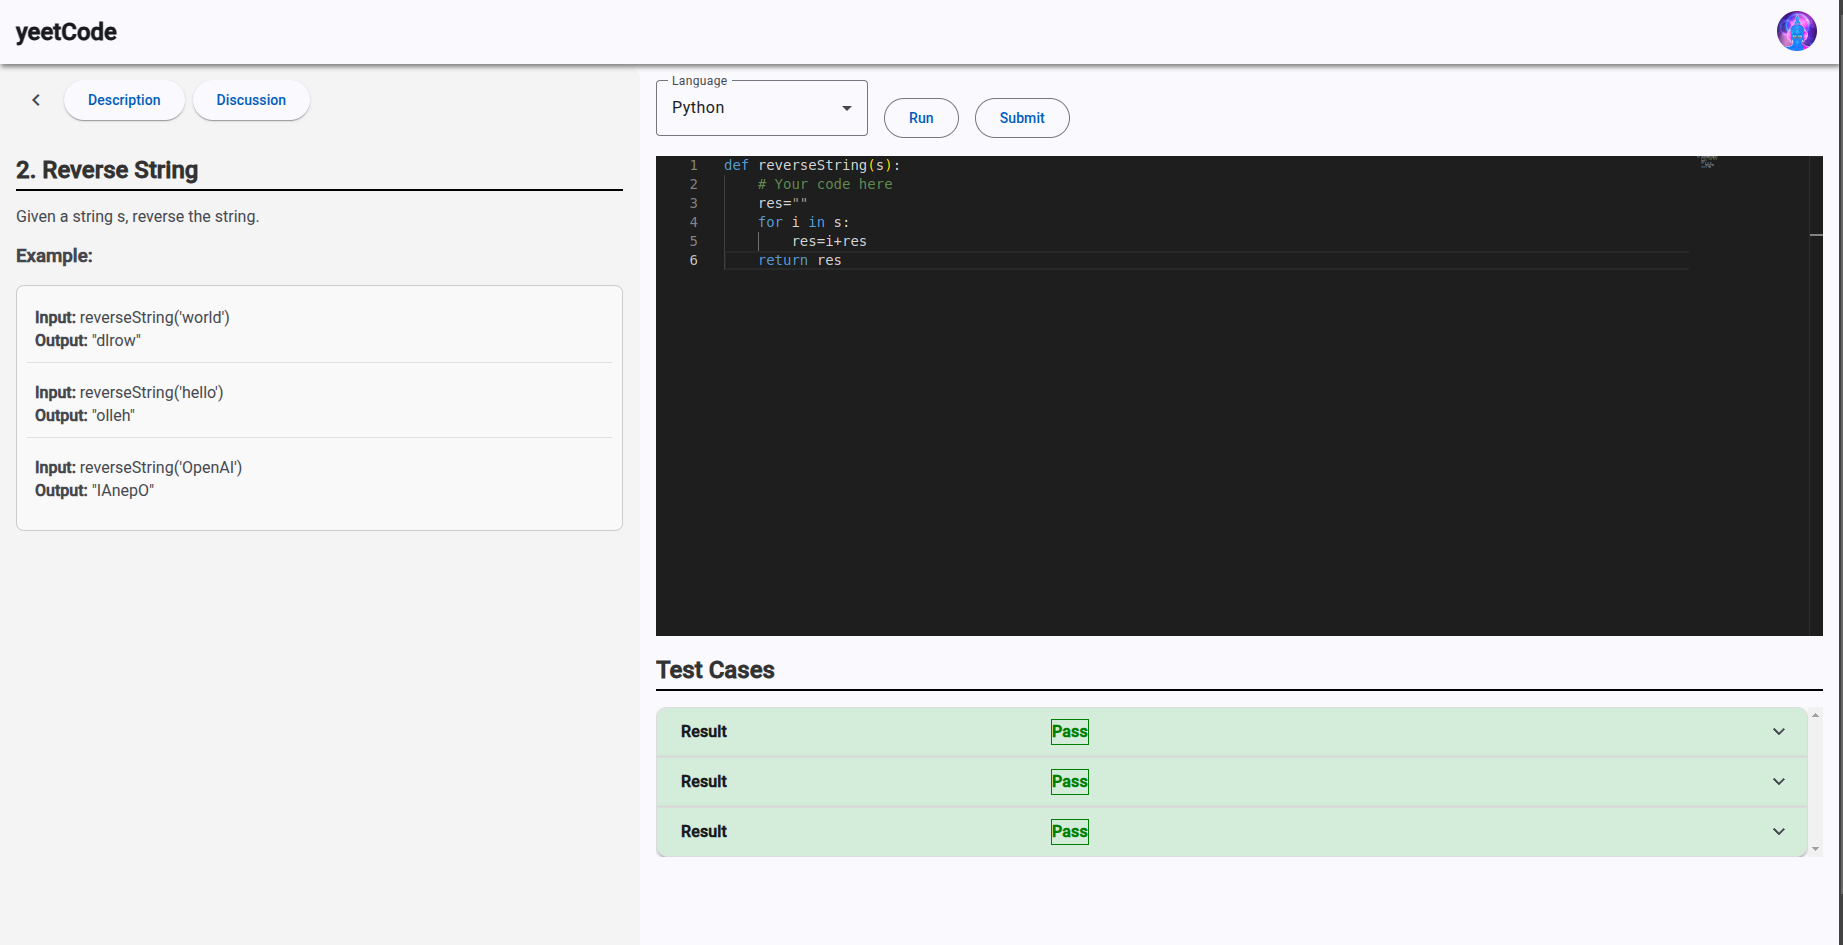 yeetCode
Description
Discussion
2. Reverse String
Given a string s, reverse the string.
Example:
Input: reverseString('world')
Output: "dlrow"
Input: reverseString('hello')
Output: "olleh"
Input: reverseString('OpenAI')
Output: "IAnepO"
Language
Python
Run
Submit
1 def reverseString(s):
2     # Your code here
3     res=""
4     for i in s:
5         res=i+res
6     return res
Test Cases
Result Pass
Result Pass
Result Pass